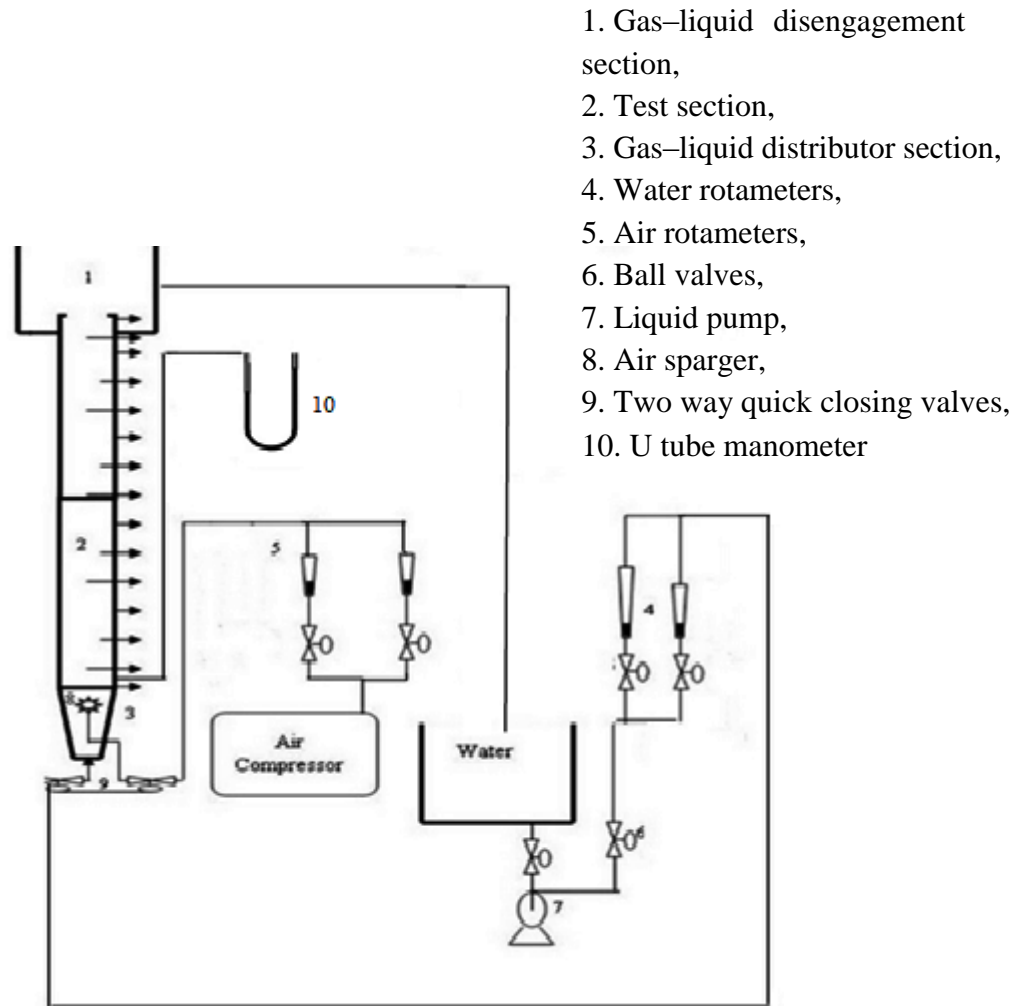 1. Gas–liquid disengagement
section,
2. Test section,
3. Gas–liquid distributor section,
4. Water rotameters,
5. Air rotameters,
6. Ball valves,
7. Liquid pump,
8. Air sparger,
9. Two way quick closing valves,
10. U tube manometer
1
10
2
5
4
8
3
Air
Compressor
Water
9
6
7